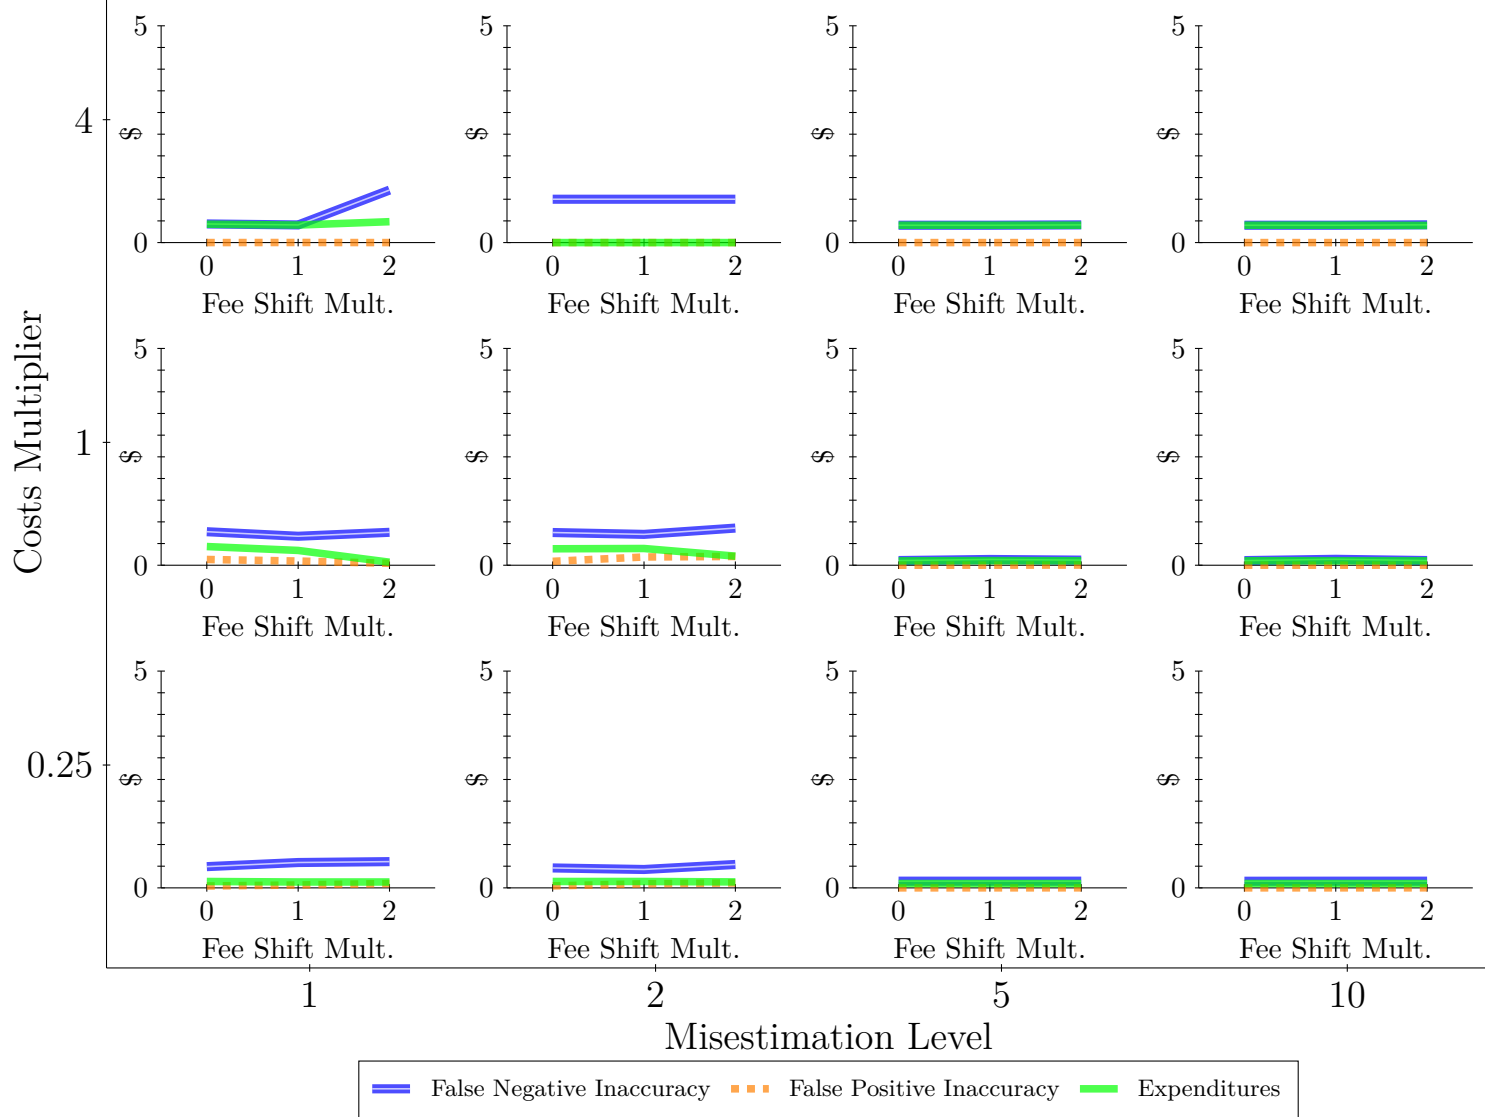 5
5
5
5
4
$
$
$
$
0
0
0
0
0 1 2
0 1 2
0 1 2
0 1 2
Fee Shift Mult.
Fee Shift Mult.
Fee Shift Mult.
Fee Shift Mult.
Costs Multiplier
5
5
5
5
1
$
$
$
$
0
0
0
0
0 1 2
0 1 2
0 1 2
0 1 2
Fee Shift Mult.
Fee Shift Mult.
Fee Shift Mult.
Fee Shift Mult.
5
5
5
5
0.25
$
$
$
$
0
0
0
0
0 1 2
0 1 2
0 1 2
0 1 2
Fee Shift Mult.
Fee Shift Mult.
Fee Shift Mult.
Fee Shift Mult.
1 2 5 10
Misestimation Level
False Negative Inaccuracy
False Positive Inaccuracy
Expenditures